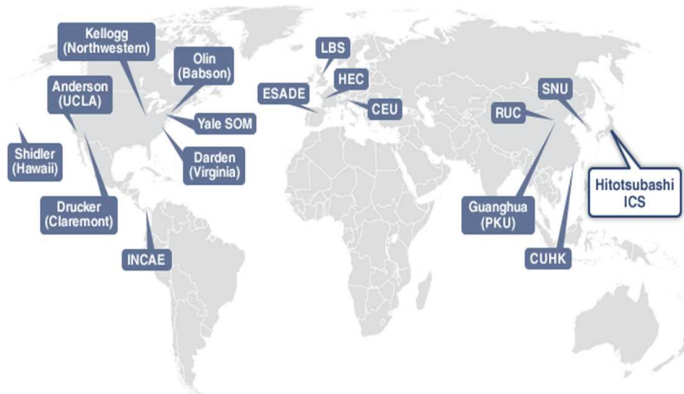 Kellogg
(Northwestern)
Olin
(Babson)
Anderson
(UCLA)
Yale SOM
Shidler
(Hawaii)
Darden
(Virginia)
Drucker
(Claremont)
INCAE
LBS
HEC
ESADE
CEU
SNU
RUC
Hitotsubashi
ICS
Guanghua
(PKU)
CUHK